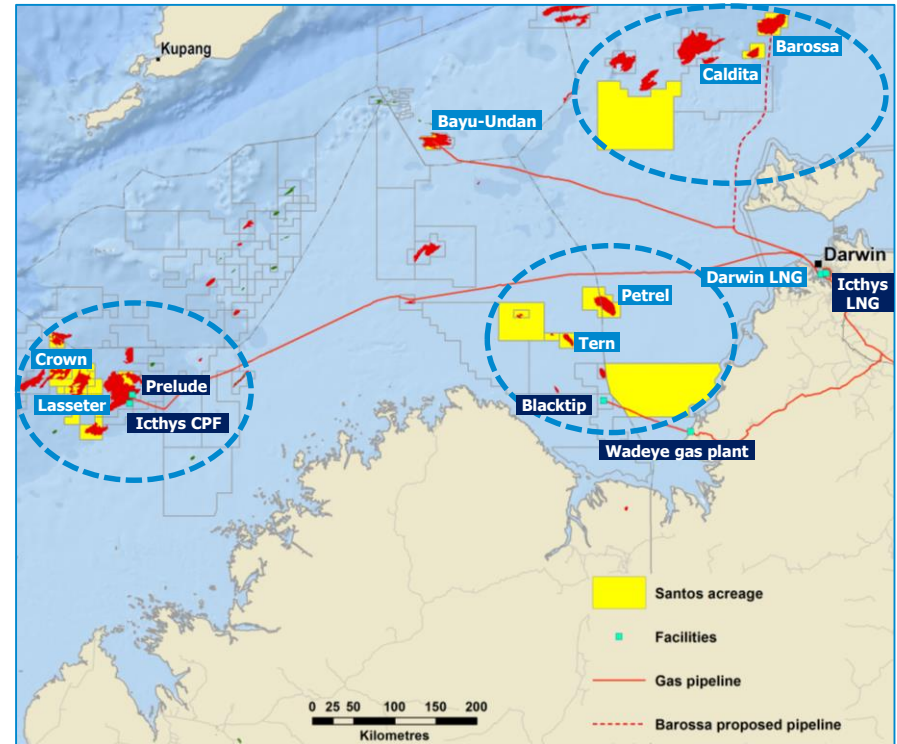 Kupang
Barossa
Caldita
Bayu-Undan
Darwin
Darwin LNG
Icthys
LNG
Petrel
Tern
Crown
Prelude
Lasseter
Icthys CPF
Blacktip
Wadeye gas plant
Santos acreage
Facilities
Gas pipeline
Barossa proposed pipeline
0 25 50 100 150 200
Kilometres